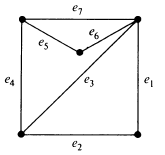 e₇
e₅ e₆
e₄ e₃ e₁
e₂